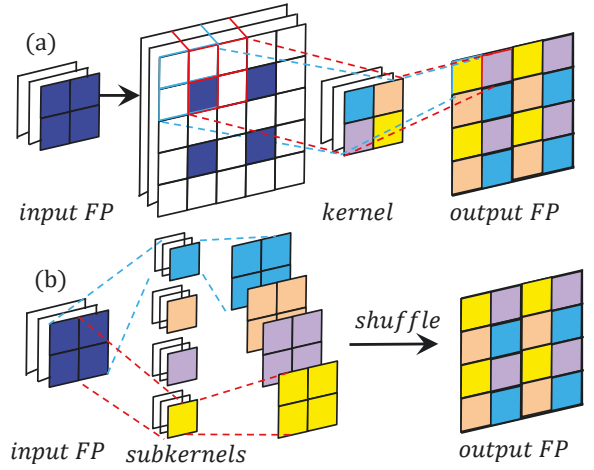 (a)
input FP
kernel
output FP
(b)
shuffle
input FP
subkernels
output FP